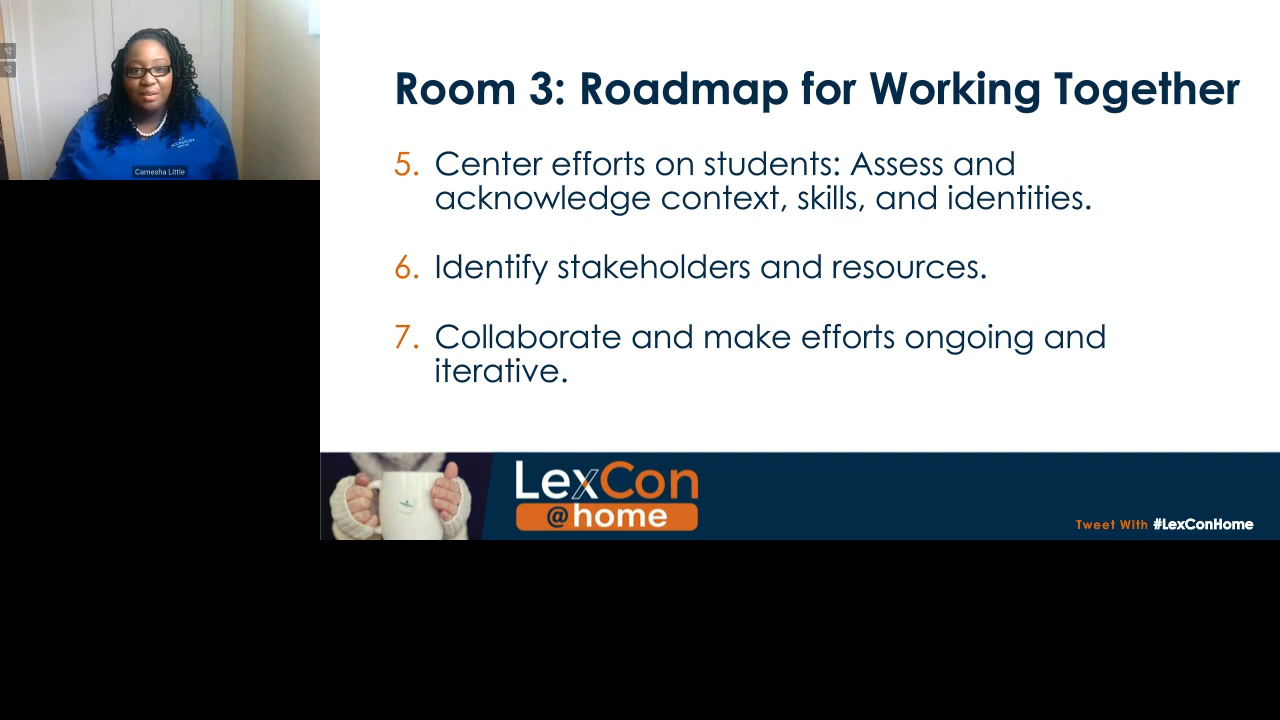 Room 3: Roadmap for Working Together
5. Center efforts on students: Assess and
acknowledge context, skills, and identities.
6. Identify stakeholders and resources.
7. Collaborate and make efforts ongoing and
iterative.
Camesha Little
LexCon
@home
Tweet With #LexConHome